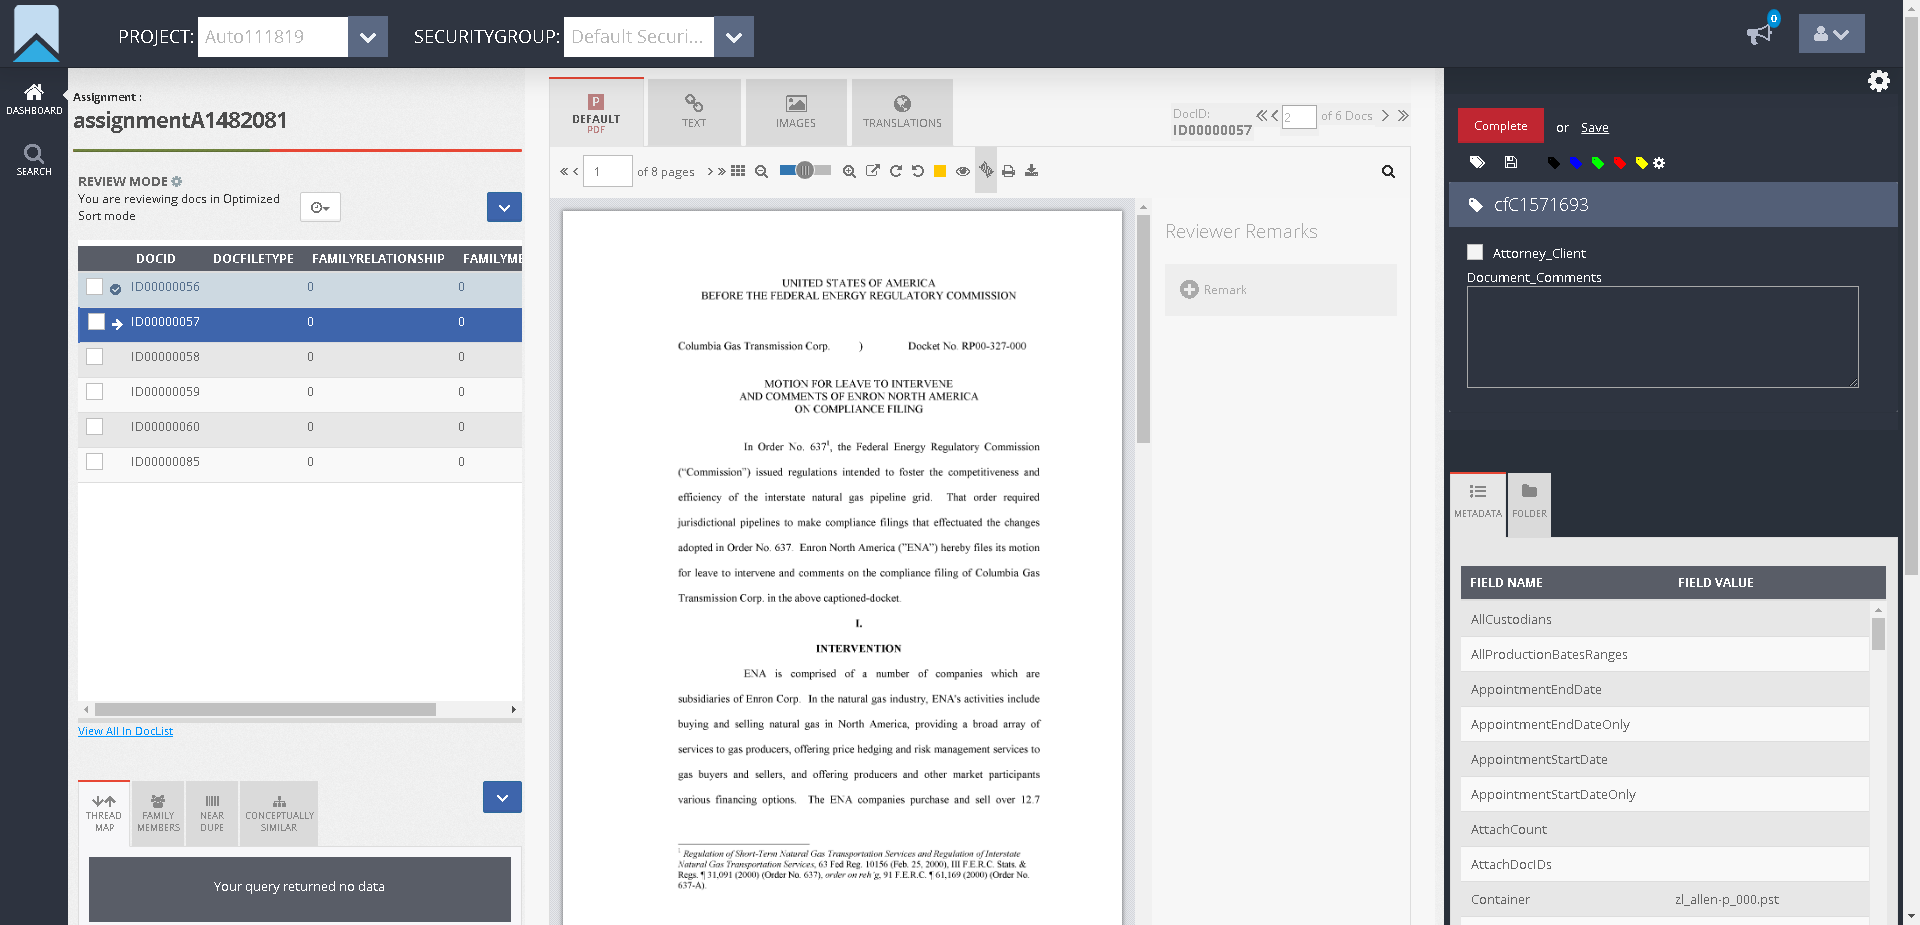 PROJECT: Auto111819 SECURITYGROUP: Default Securi... 0
DASHBOARD
SEARCH
Assignment :
assignmentA1482081
REVIEW MODE
You are reviewing docs in Optimized
Sort mode
DOCID DOCFILETYPE FAMILYRELATIONSHIP FAMILYME
ID00000056 0 0
ID00000057 0 0
ID00000058 0 0
ID00000059 0 0
ID00000060 0 0
ID00000085 0 0
View All In DocList
THREAD
MAP
FAMILY
MEMBERS
NEAR
DUPE
CONCEPTUALLY
SIMILAR
Your query returned no data
P
DEFAULT
PDF
TEXT
IMAGES
TRANSLATIONS
DocID:
ID00000057
2 of 6 Docs
1 of 8 pages
UNITED STATES OF AMERICA
BEFORE THE FEDERAL ENERGY REGULATORY COMMISSION
Columbia Gas Transmission Corp. ) Docket No. RP00-327-000
MOTION FOR LEAVE TO INTERVENE
AND COMMENTS OF ENRON NORTH AMERICA
ON COMPLIANCE FILING
In Order No. 637¹, the Federal Energy Regulatory Commission
("Commission") issued regulations intended to foster the competitiveness and
efficiency of the interstate natural gas pipeline grid. That order required
jurisdictional pipelines to make compliance filings that effectuated the changes
adopted in Order No. 637. Enron North America ("ENA") hereby files its motion
for leave to intervene and comments on the compliance filing of Columbia Gas
Transmission Corp. in the above captioned-docket.
I.
INTERVENTION
ENA is comprised of a number of companies which are
subsidiaries of Enron Corp. In the natural gas industry, ENA's activities include
buying and selling natural gas in North America, providing a broad array of
services to gas producers, offering price hedging and risk management services to
gas buyers and sellers, and offering producers and other market participants
various financing options. The ENA companies purchase and sell over 12.7
¹ Regulation of Short-Term Natural Gas Transportation Services and Regulation of Interstate
Natural Gas Transportation Services, 63 Fed Reg. 10156 (Feb. 25, 2000), III F.E.R.C. Stats. &
Regs. ¶ 31,091 (2000) (Order No. 637), order on reh'g, 91 F.E.R.C. ¶ 61,169 (2000) (Order No.
637-A).
Reviewer Remarks
Remark
Complete or Save
cfC1571693
Attorney_Client
Document_Comments
METADATA
FOLDER
FIELD NAME FIELD VALUE
AllCustodians
AllProductionBatesRanges
AppointmentEndDate
AppointmentEndDateOnly
AppointmentStartDate
AppointmentStartDateOnly
AttachCount
AttachDocIDs
Container zl_allen-p_000.pst